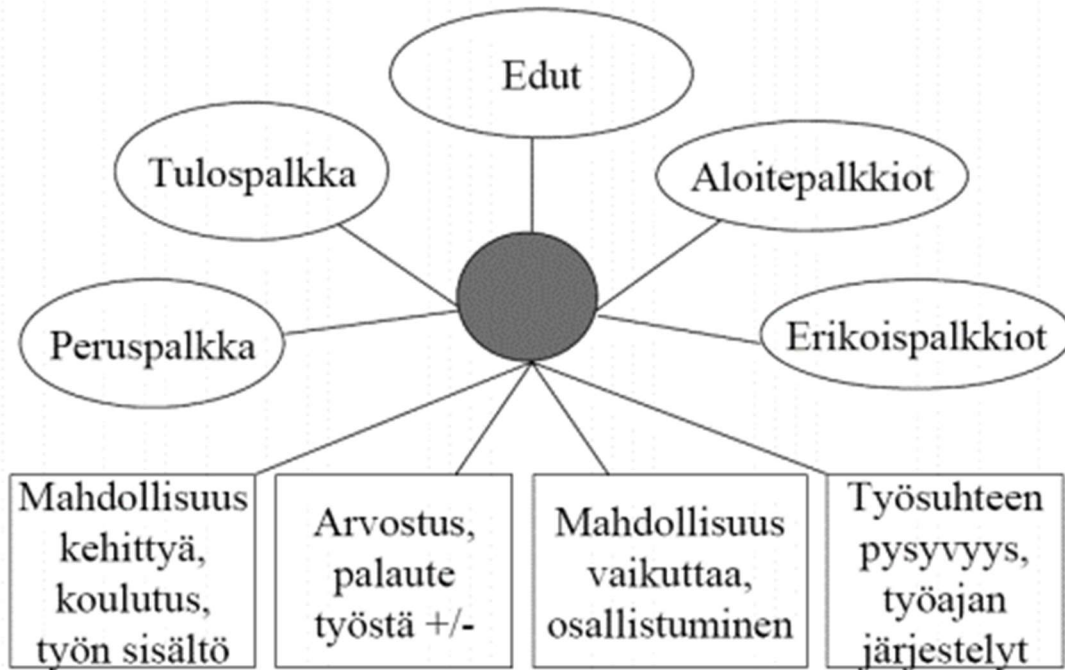 Edut
Tulospalkka
Aloitepalkkiot
Peruspalkka
Erikoispalkkiot
Mahdollisuus
kehittyä,
koulutus,
työn sisältö
Arvostus,
palaute
työstä +/-
Mahdollisuus
vaikuttaa,
osallistuminen
Työsuhteen
pysyvyys,
työajan
järjestelyt